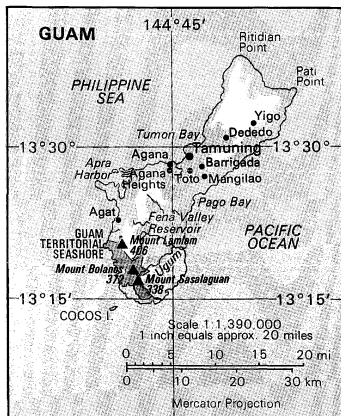 144°45'
GUAM
Ritidian
Point
Pati
Point
PHILIPPINE
SEA
Yigo
Dededo
Tumon Bay
Tamuning
13°30'
13°30'
Apra
Harbor
Agana
Barrigada
Agana
Heights
Toto
Mangilao
Pago Bay
Agat
Fena Valley
Reservoir
PACIFIC
OCEAN
GUAM
TERRITORIAL
SEASHORE
Mount Lamlam
406
Ugum
Mount Bolanos
372
Mount Sasalaguan
338
13°15'
13°15'
COCOS I.
Scale 1:1,390,000
1 inch equals approx. 20 miles
0 5 10 15 20 mi
0 10 20 30 km
Mercator Projection